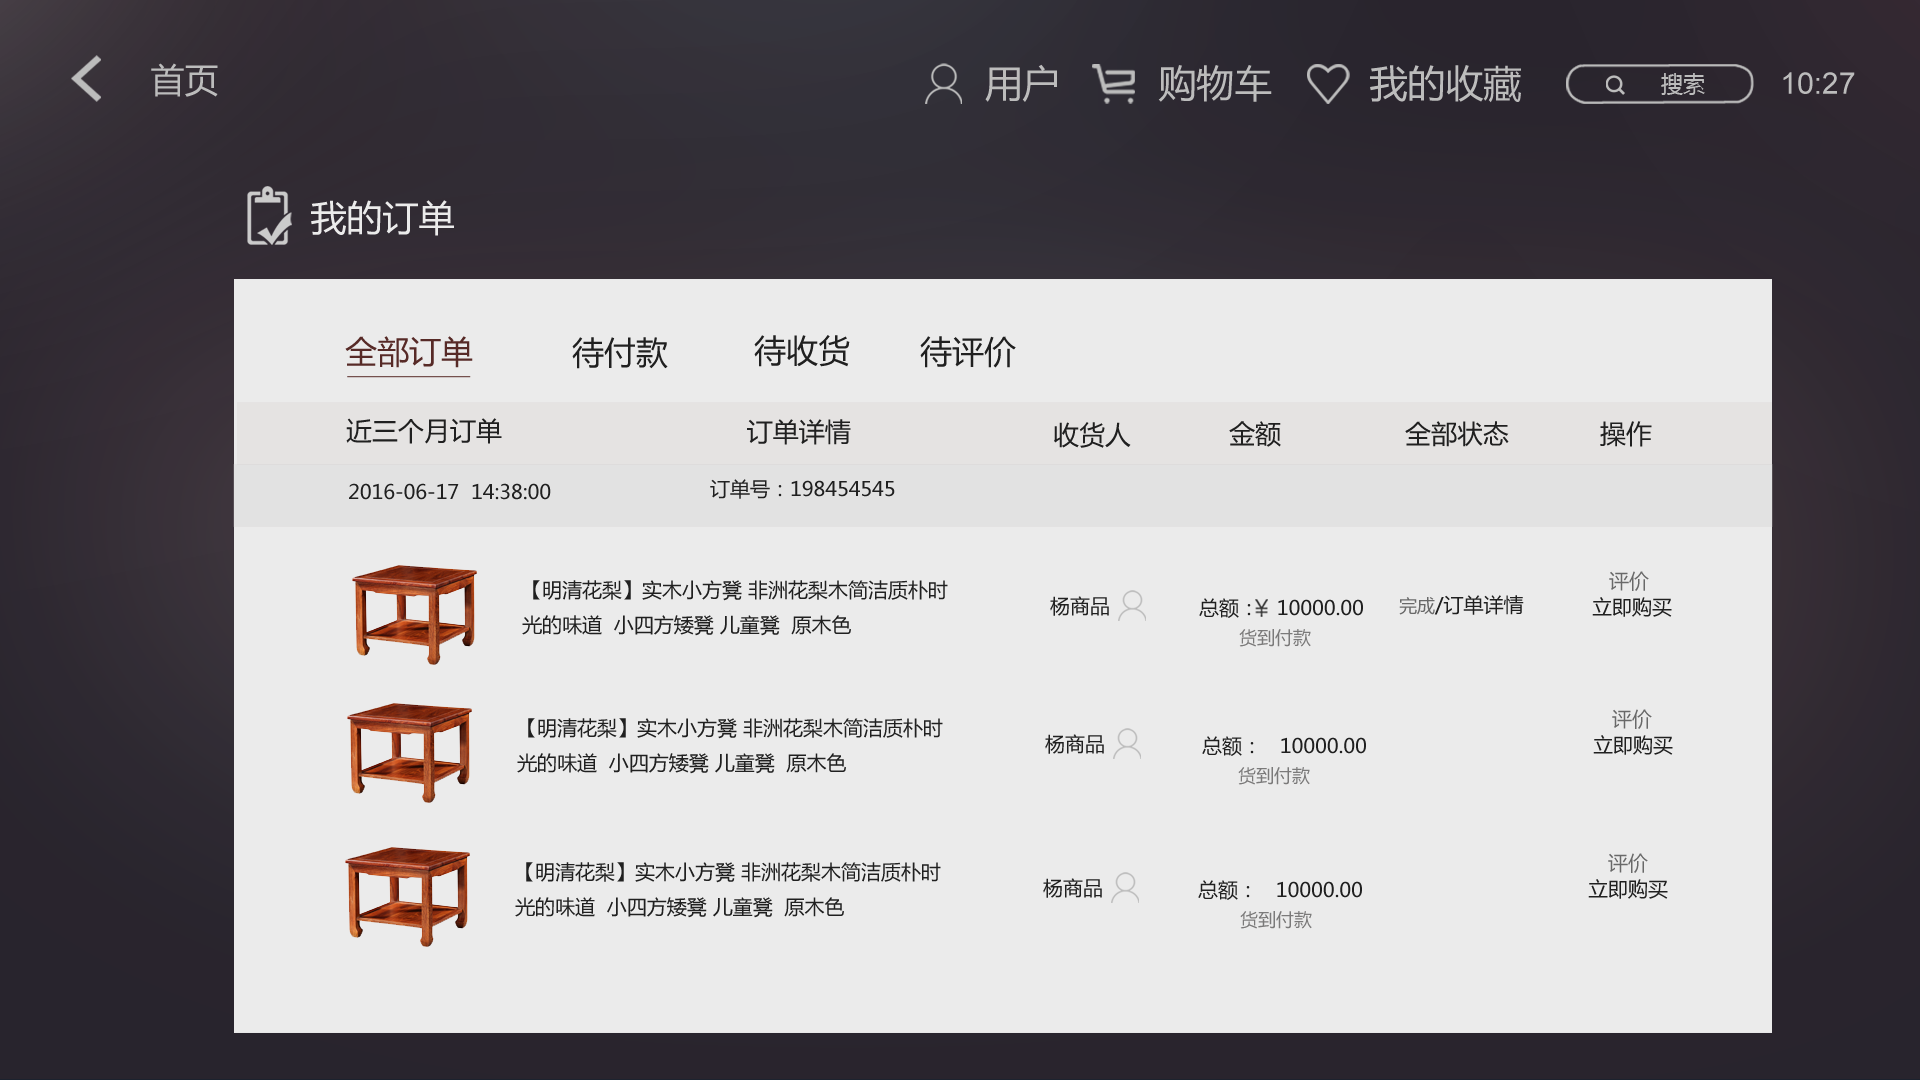 首页
用户
购物车
我的收藏
搜索
10:27
我的订单
全部订单
待付款
待收货
待评价
近三个月订单
订单详情
收货人
金额
全部状态
操作
2016-06-17 14:38:00
订单号：198454545
【明清花梨】实木小方凳 非洲花梨木简洁质朴时
光的味道 小四方矮凳 儿童凳 原木色
杨商品
总额 :¥ 10000.00
货到付款
完成/订单详情
评价
立即购买
【明清花梨】实木小方凳 非洲花梨木简洁质朴时
光的味道 小四方矮凳 儿童凳 原木色
杨商品
总额： 10000.00
货到付款
评价
立即购买
【明清花梨】实木小方凳 非洲花梨木简洁质朴时
光的味道 小四方矮凳 儿童凳 原木色
杨商品
总额： 10000.00
货到付款
评价
立即购买